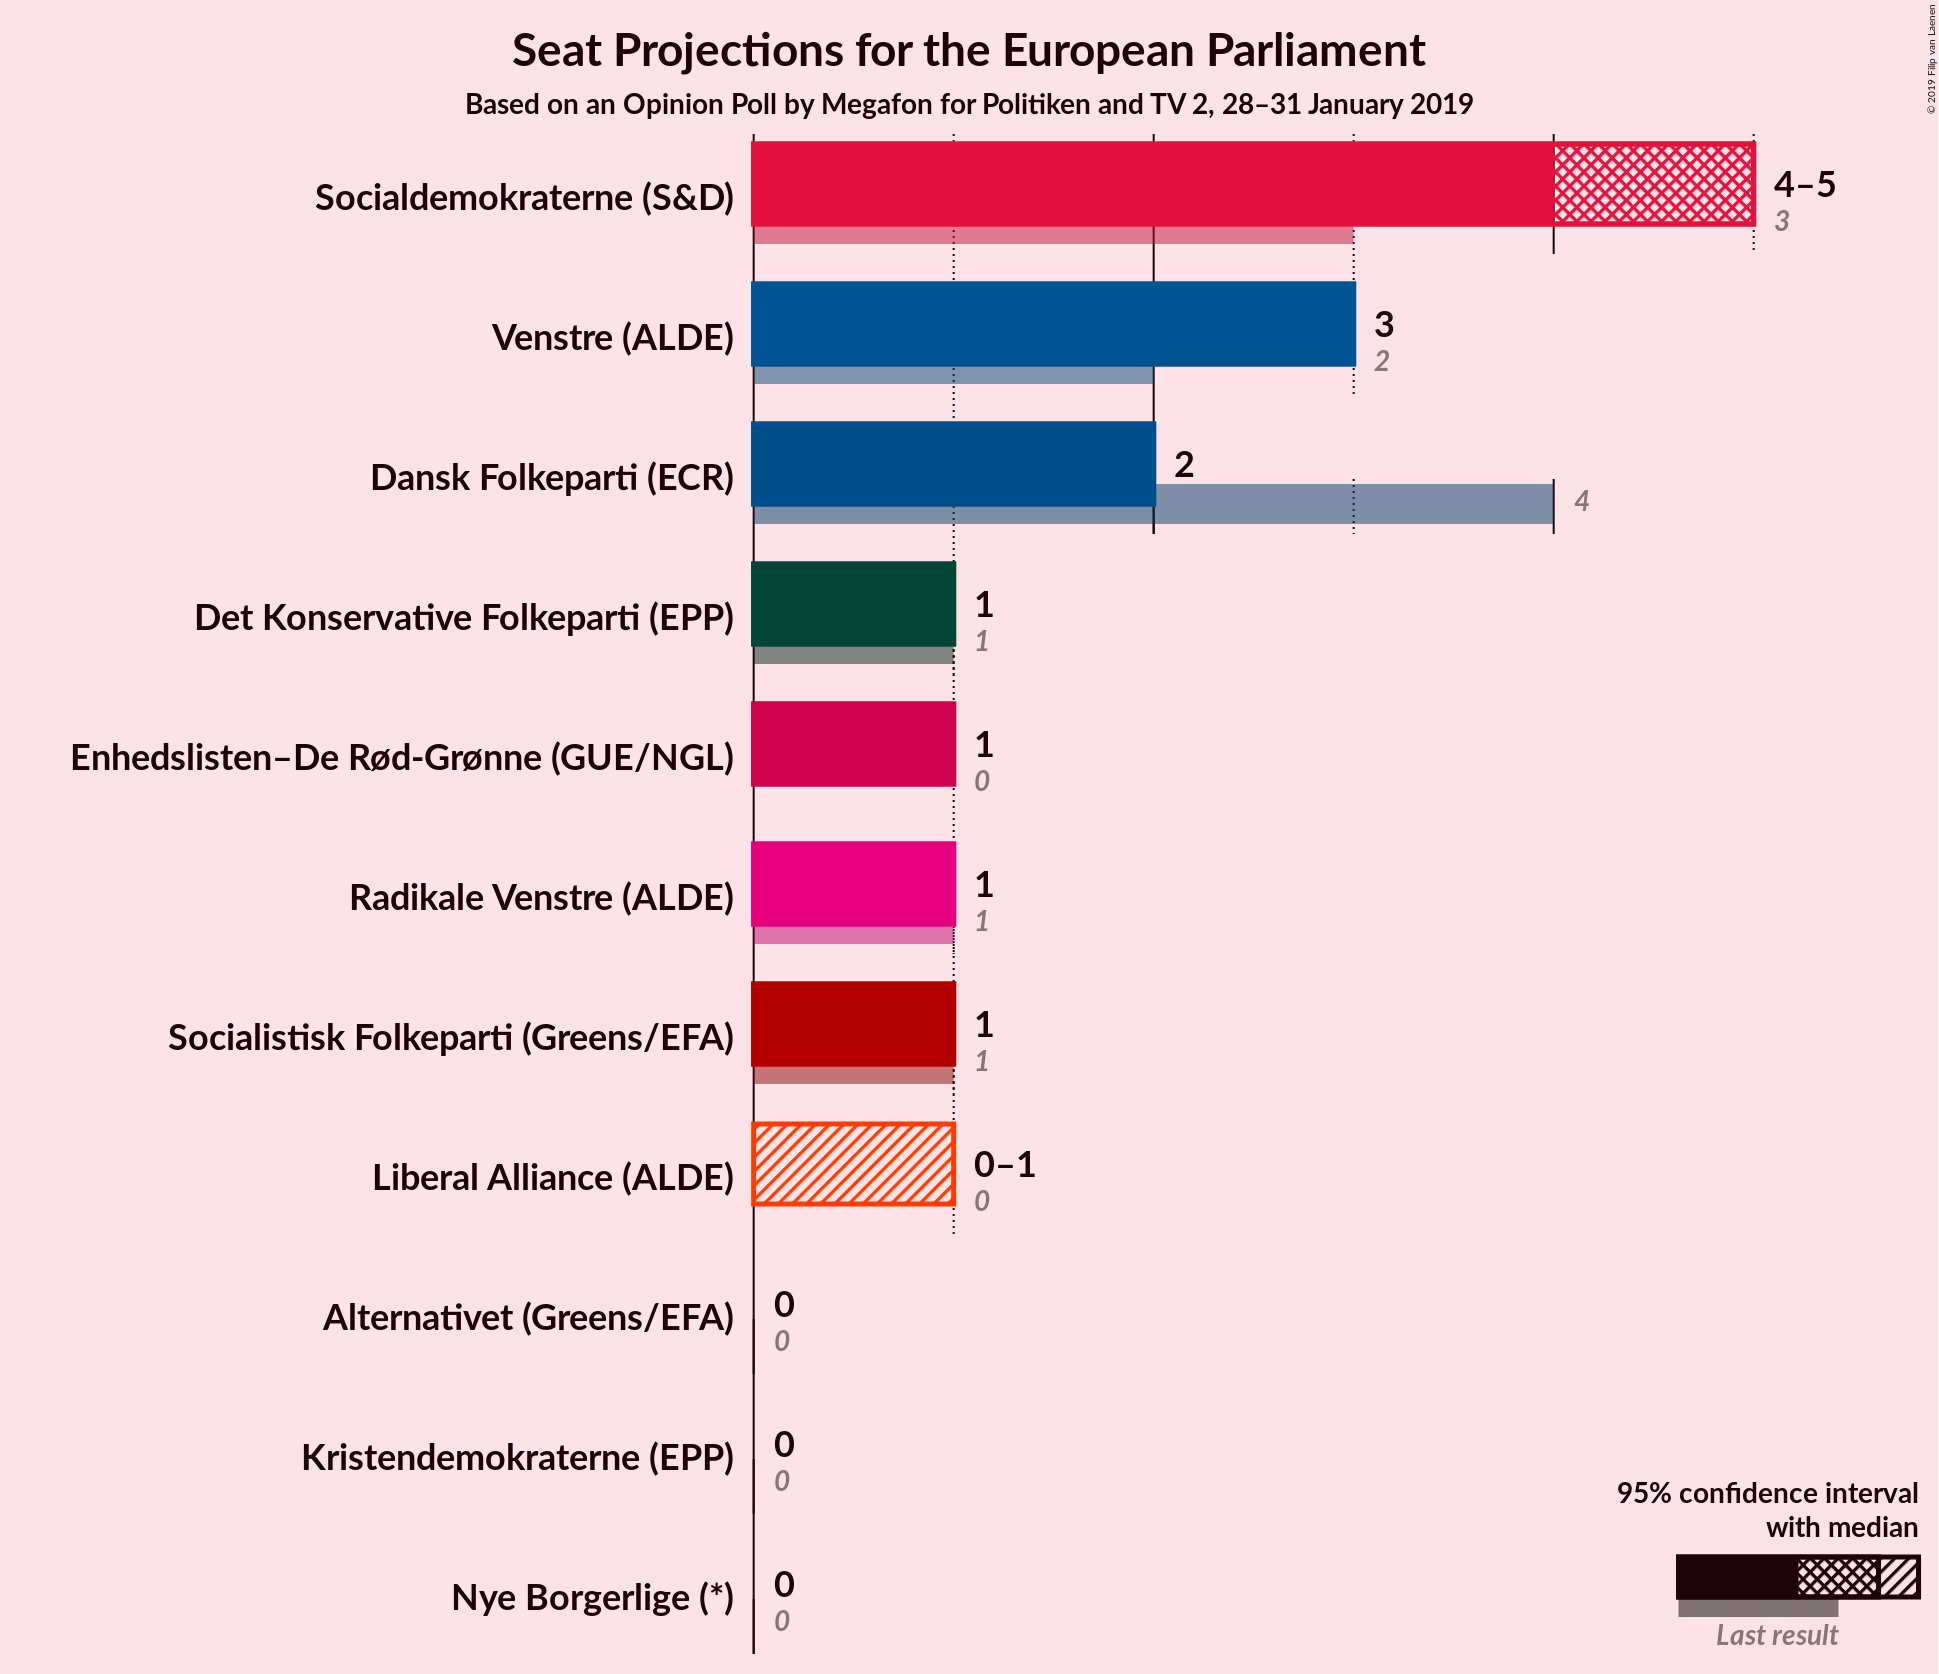 Seat Projections for the European Parliament
Based on an Opinion Poll by Megafon for Politiken and TV 2, 28–31 January 2019
© 2019 Filip van Laenen
Socialdemokraterne (S&D)
4–5
3
Venstre (ALDE)
3
2
Dansk Folkeparti (ECR)
2
4
Det Konservative Folkeparti (EPP)
1
1
Enhedslisten–De Rød-Grønne (GUE/NGL)
1
0
Radikale Venstre (ALDE)
1
1
Socialistisk Folkeparti (Greens/EFA)
1
1
Liberal Alliance (ALDE)
0–1
0
Alternativet (Greens/EFA)
0
0
Kristendemokraterne (EPP)
0
0
Nye Borgerlige (*)
0
0
95% confidence interval
with median
Last result